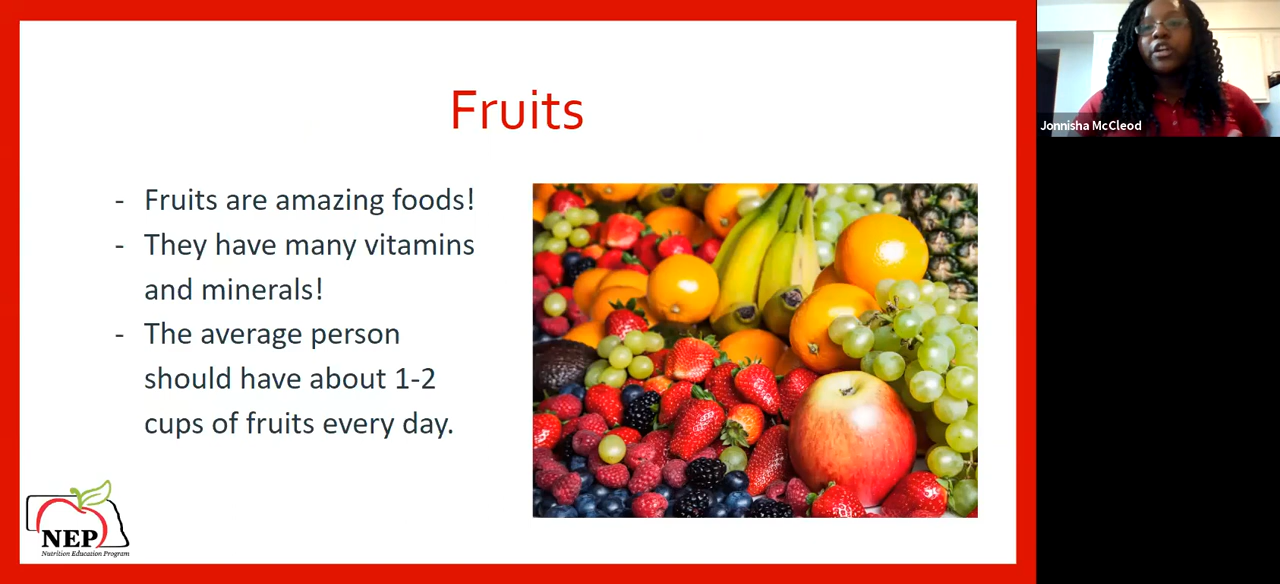 Fruits
- Fruits are amazing foods!
- They have many vitamins
and minerals!
- The average person
should have about 1-2
cups of fruits every day.
NEP
Nutrition Education Program
Jonnisha McCleod